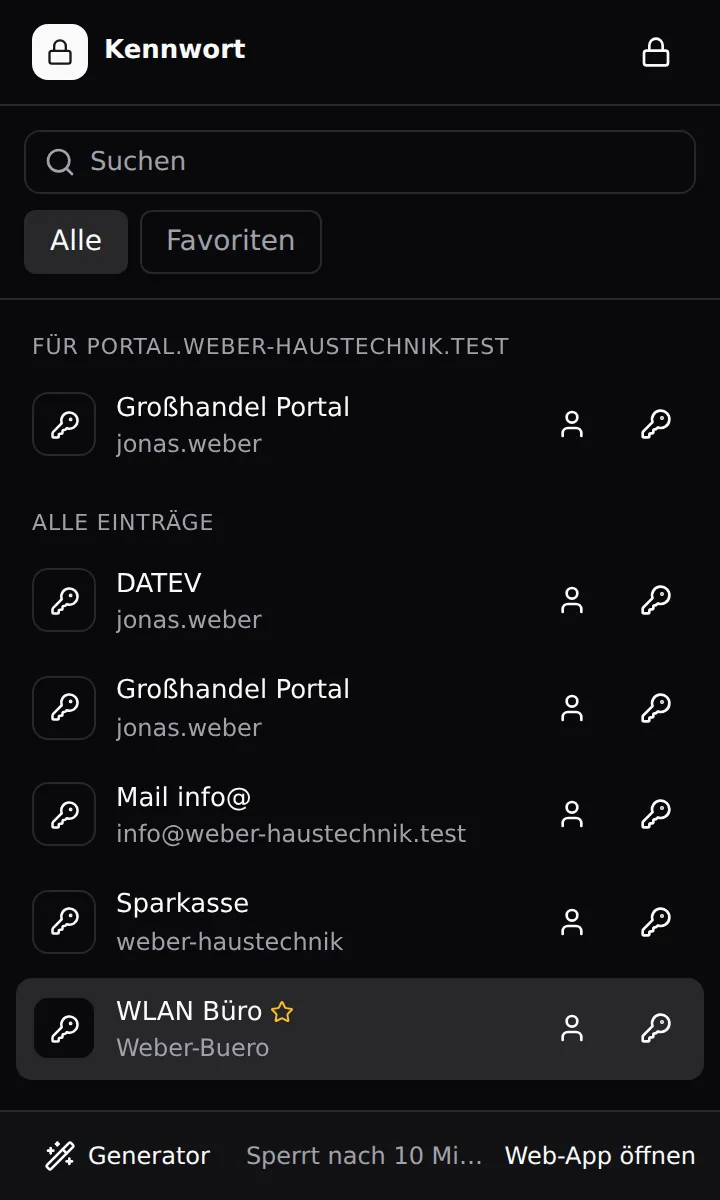 Kennwort
Suchen
Alle Favoriten
FÜR PORTAL.WEBER-HAUSTECHNIK.TEST
Großhandel Portal
jonas.weber
ALLE EINTRÄGE
DATEV
jonas.weber
Großhandel Portal
jonas.weber
Mail info@
info@weber-haustechnik.test
Sparkasse
weber-haustechnik
WLAN Büro
Weber-Buero
Generator Sperrt nach 10 Mi... Web-App öffnen